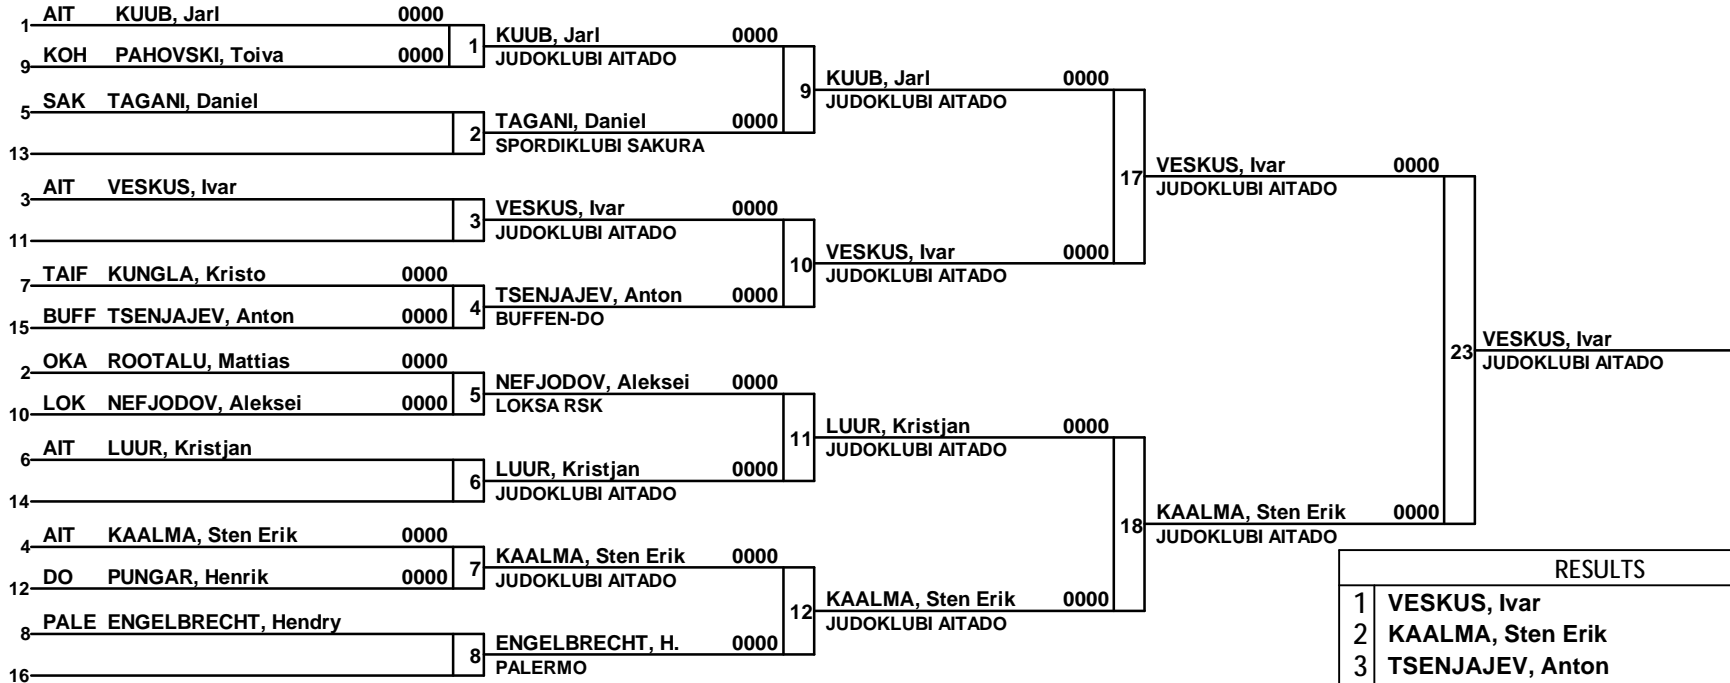 AIT KUUB, Jarl 0000
1
KOH PAHOVSKI, Toiva 0000
9
1
KUUB, Jarl 0000
JUDOKLUBI AITADO
SAK TAGANI, Daniel
5
13
2
TAGANI, Daniel 0000
SPORDIKLUBI SAKURA
9
KUUB, Jarl 0000
JUDOKLUBI AITADO
AIT VESKUS, Ivar
3
11
3
VESKUS, Ivar 0000
JUDOKLUBI AITADO
TAIF KUNGLA, Kristo 0000
7
BUFF TSENJAJEV, Anton 0000
15
4
TSENJAJEV, Anton 0000
BUFFEN-DO
10
VESKUS, Ivar 0000
JUDOKLUBI AITADO
17
VESKUS, Ivar 0000
JUDOKLUBI AITADO
OKA ROOTALU, Mattias 0000
2
LOK NEFJODOV, Aleksei 0000
10
5
NEFJODOV, Aleksei 0000
LOKSA RSK
AIT LUUR, Kristjan
6
14
6
LUUR, Kristjan 0000
JUDOKLUBI AITADO
11
LUUR, Kristjan 0000
JUDOKLUBI AITADO
AIT KAALMA, Sten Erik 0000
4
DO PUNGAR, Henrik 0000
12
7
KAALMA, Sten Erik 0000
JUDOKLUBI AITADO
PALE ENGELBRECHT, Hendry
8
16
8
ENGELBRECHT, H. 0000
PALERMO
12
KAALMA, Sten Erik 0000
JUDOKLUBI AITADO
18
KAALMA, Sten Erik 0000
JUDOKLUBI AITADO
23
VESKUS, Ivar
JUDOKLUBI AITADO
RESULTS
1 VESKUS, Ivar
2 KAALMA, Sten Erik
3 TSENJAJEV, Anton